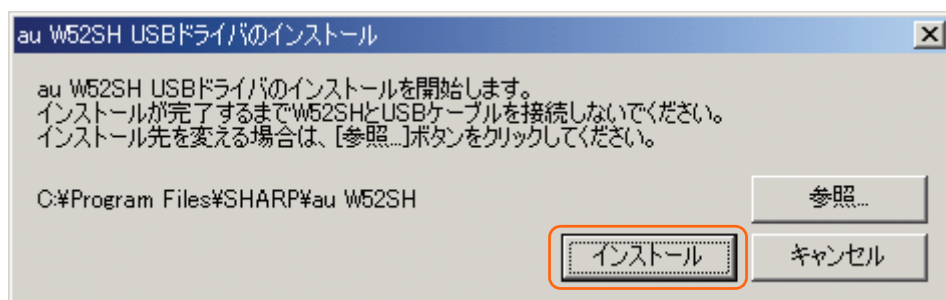 au W52SH USBドライバのインストール
au W52SH USBドライバのインストールを開始します。
インストールが完了するまでW52SHとUSBケーブルを接続しないでください。
インストール先を変える場合は、[参照...]ボタンをクリックしてください。
C:¥Program Files¥SHARP¥au W52SH
参照...
インストール
キャンセル